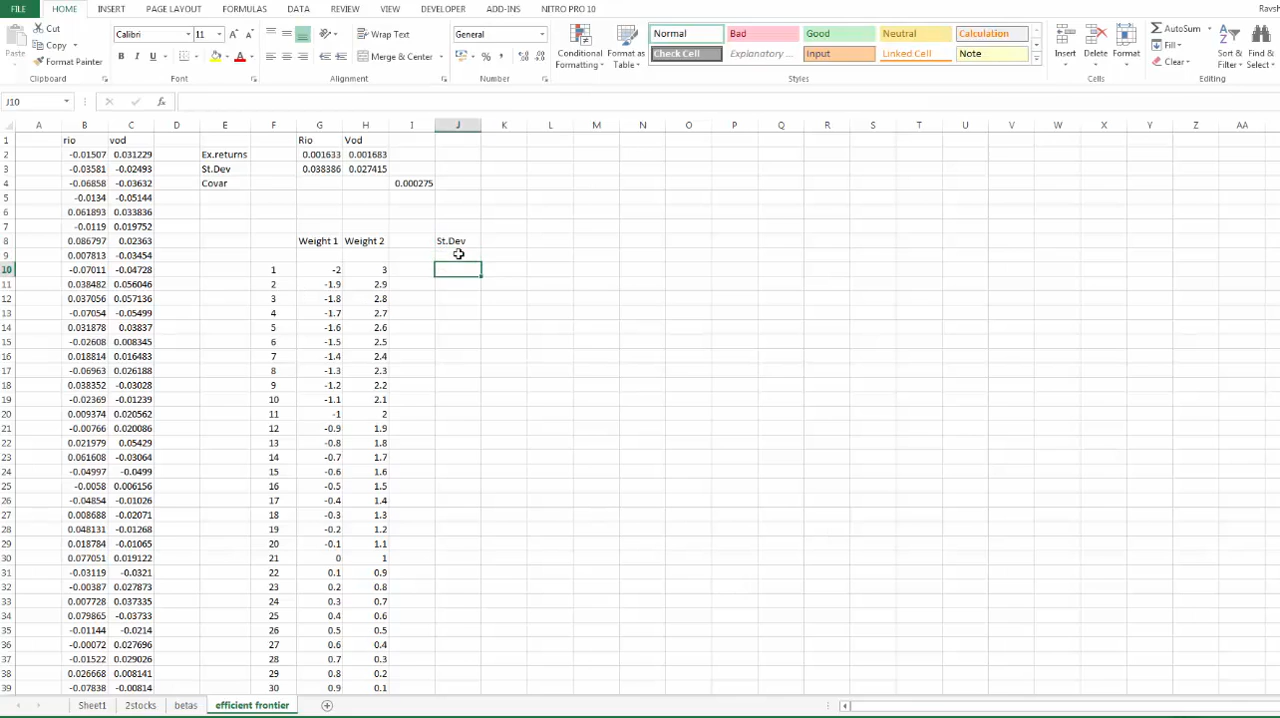 FILE HOME INSERT PAGE LAYOUT FORMULAS DATA REVIEW VIEW DEVELOPER ADD-INS NITRO PRO 10 Ravsh
Paste Cut Copy Format Painter Clipboard
Calibri 11 B I U Font
Wrap Text Merge & Center Alignment
General % Number
Conditional Formatting Format as Table
Normal Bad Good Neutral Calculation
Check Cell Explanatory ... Input Linked Cell Note
Styles
Insert Delete Format Cells
AutoSum Fill Clear Sort & Filter Find & Select Editing
J10 fx
A B C D E F G H I J K L M N O P Q R S T U V W X Y Z AA
1 rio vod Rio Vod
2 -0.01507 0.031229 Ex.returns 0.001633 0.001683
3 -0.03581 -0.02493 St.Dev 0.038386 0.027415
4 -0.06858 -0.03632 Covar 0.000275
5 -0.0134 -0.05144
6 0.061893 0.033836
7 -0.0119 0.019752
8 0.086797 0.02363 Weight 1 Weight 2 St.Dev
9 0.007813 -0.03454
10 -0.07011 -0.04728 1 -2 3
11 0.038482 0.056046 2 -1.9 2.9
12 0.037056 0.057136 3 -1.8 2.8
13 -0.07054 -0.05499 4 -1.7 2.7
14 0.031878 0.03837 5 -1.6 2.6
15 -0.02608 0.008345 6 -1.5 2.5
16 0.018814 0.016483 7 -1.4 2.4
17 -0.06963 0.026188 8 -1.3 2.3
18 0.038352 -0.03028 9 -1.2 2.2
19 -0.02369 -0.01239 10 -1.1 2.1
20 0.009374 0.020562 11 -1 2
21 -0.00766 0.020086 12 -0.9 1.9
22 0.021979 0.05429 13 -0.8 1.8
23 0.061608 -0.03064 14 -0.7 1.7
24 -0.04997 -0.0499 15 -0.6 1.6
25 -0.0058 0.006156 16 -0.5 1.5
26 -0.04854 -0.01026 17 -0.4 1.4
27 0.008688 -0.02071 18 -0.3 1.3
28 0.048131 -0.01268 19 -0.2 1.2
29 0.018784 -0.01065 20 -0.1 1.1
30 0.077051 0.019122 21 0 1
31 -0.03119 -0.0321 22 0.1 0.9
32 -0.00387 0.027873 23 0.2 0.8
33 0.007728 0.037335 24 0.3 0.7
34 0.079865 -0.03733 25 0.4 0.6
35 -0.01144 -0.0214 26 0.5 0.5
36 -0.00072 0.027696 27 0.6 0.4
37 -0.01522 0.029026 28 0.7 0.3
38 0.026668 0.008141 29 0.8 0.2
39 -0.07838 -0.00814 30 0.9 0.1
Sheet1 2stocks betas efficient frontier